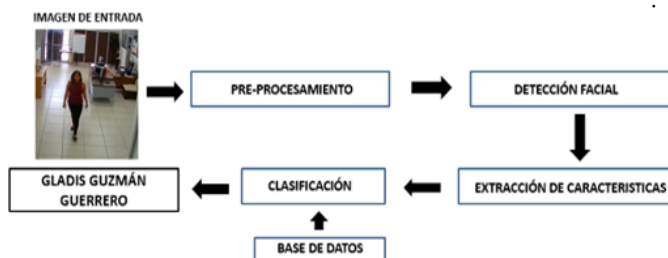 IMAGEN DE ENTRADA
PRE-PROCESAMIENTO
DETECCIÓN FACIAL
EXTRACCIÓN DE CARACTERISTICAS
CLASIFICACIÓN
GLADIS GUZMÁN
GUERRERO
BASE DE DATOS